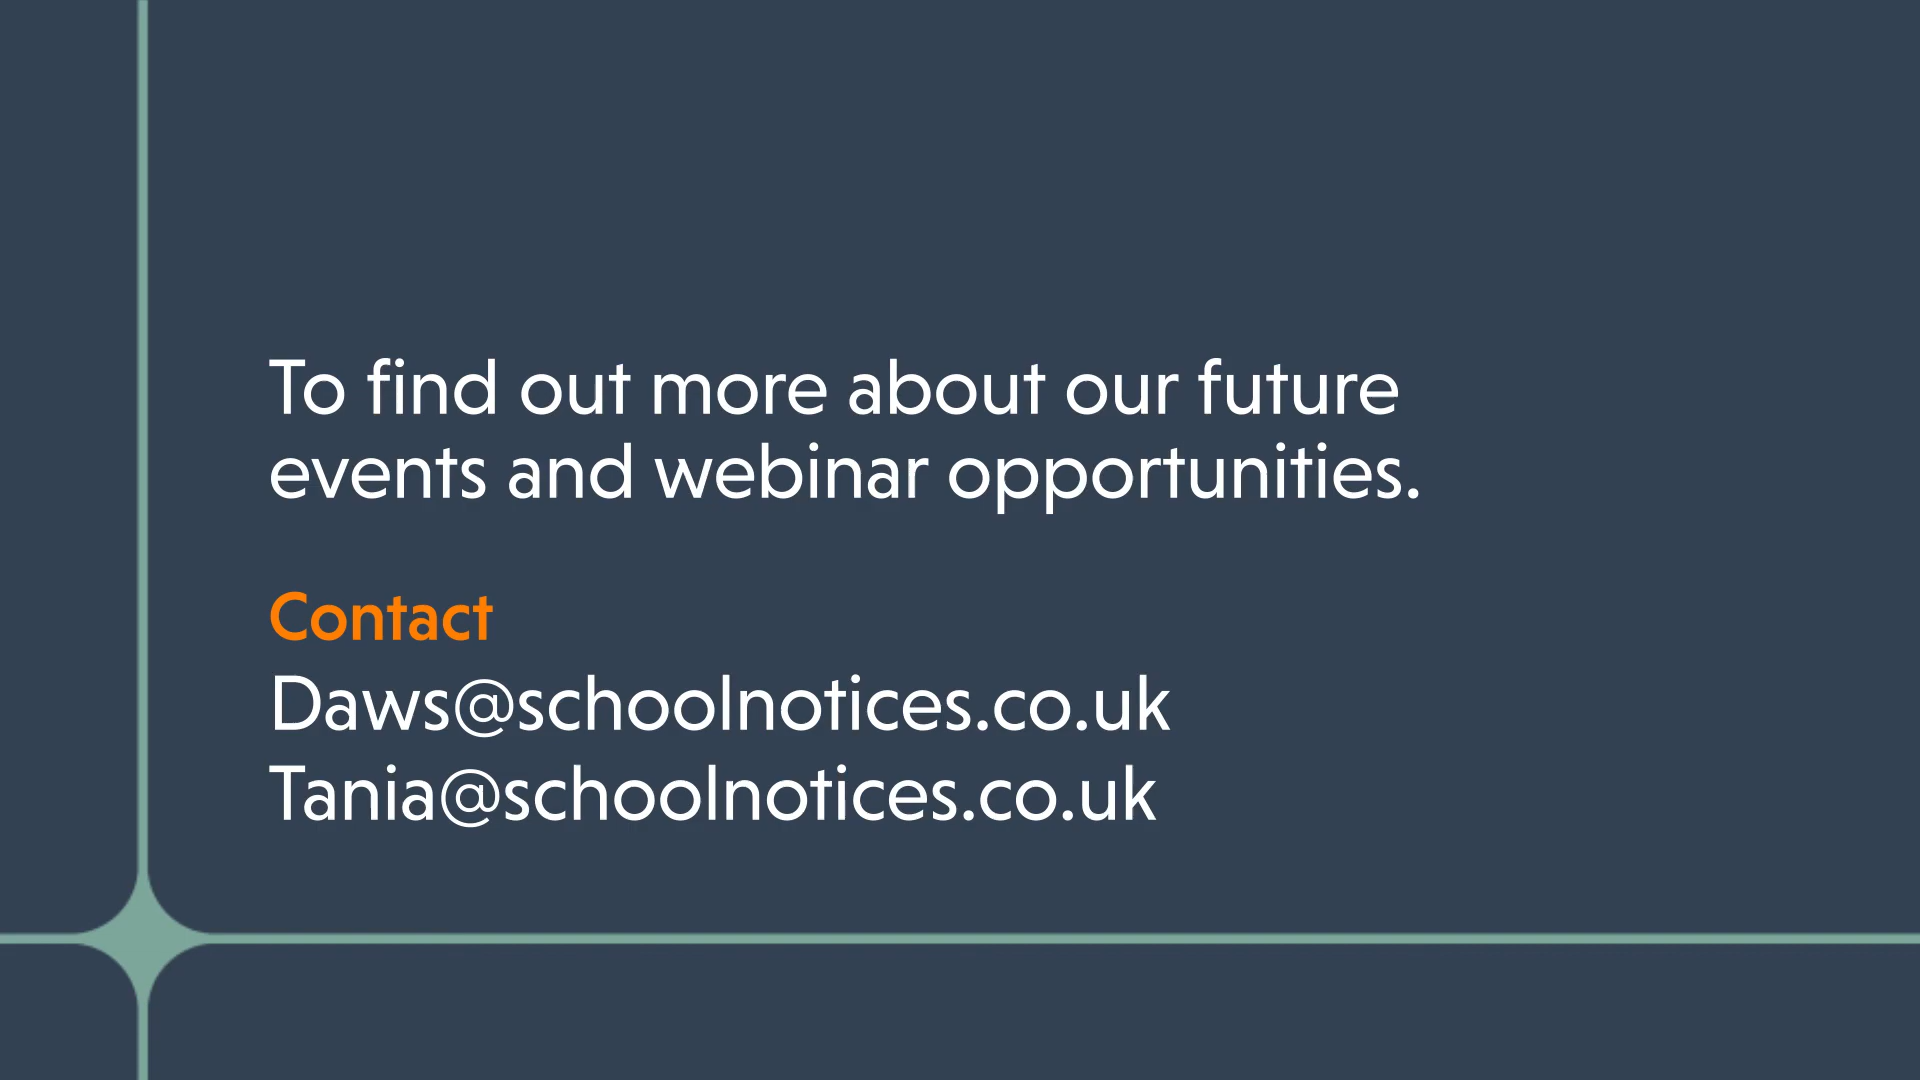 To find out more about our future
events and webinar opportunities.
Contact
Daws@schoolnotices.co.uk
Tania@schoolnotices.co.uk